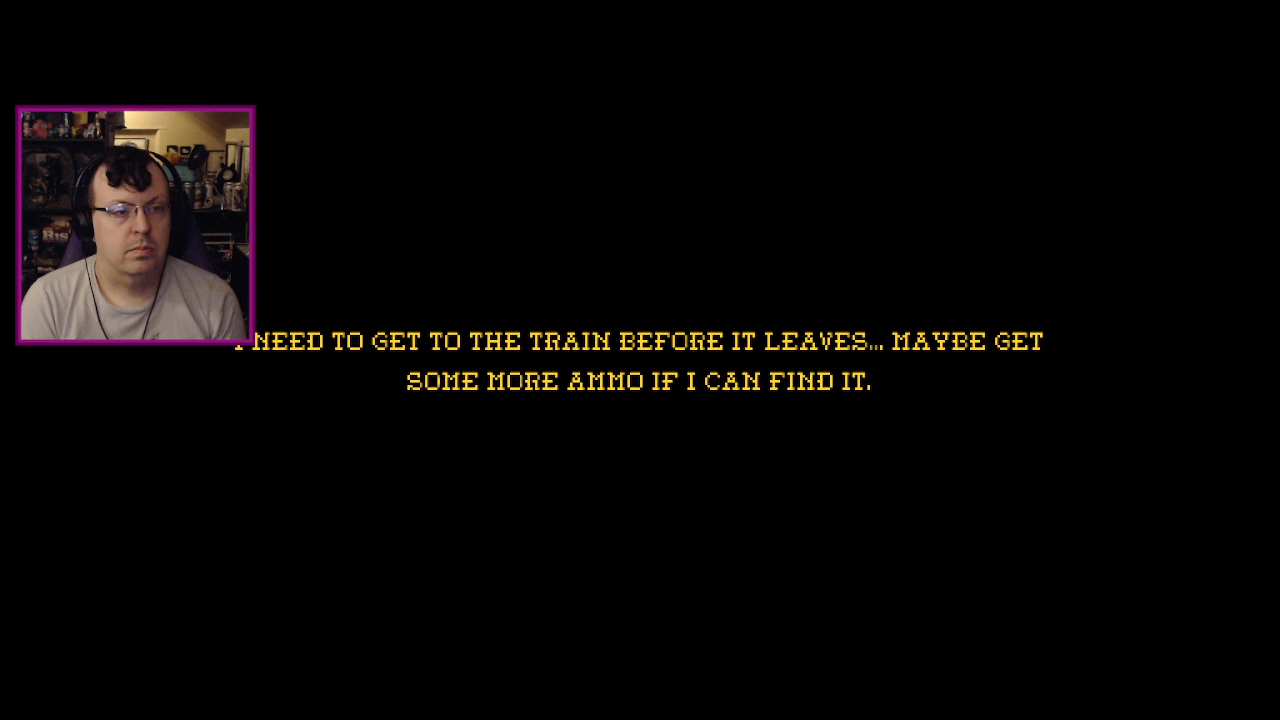 I NEED TO GET TO THE TRAIN BEFORE IT LEAVES... MAYBE GET
SOME MORE AMMO IF I CAN FIND IT.